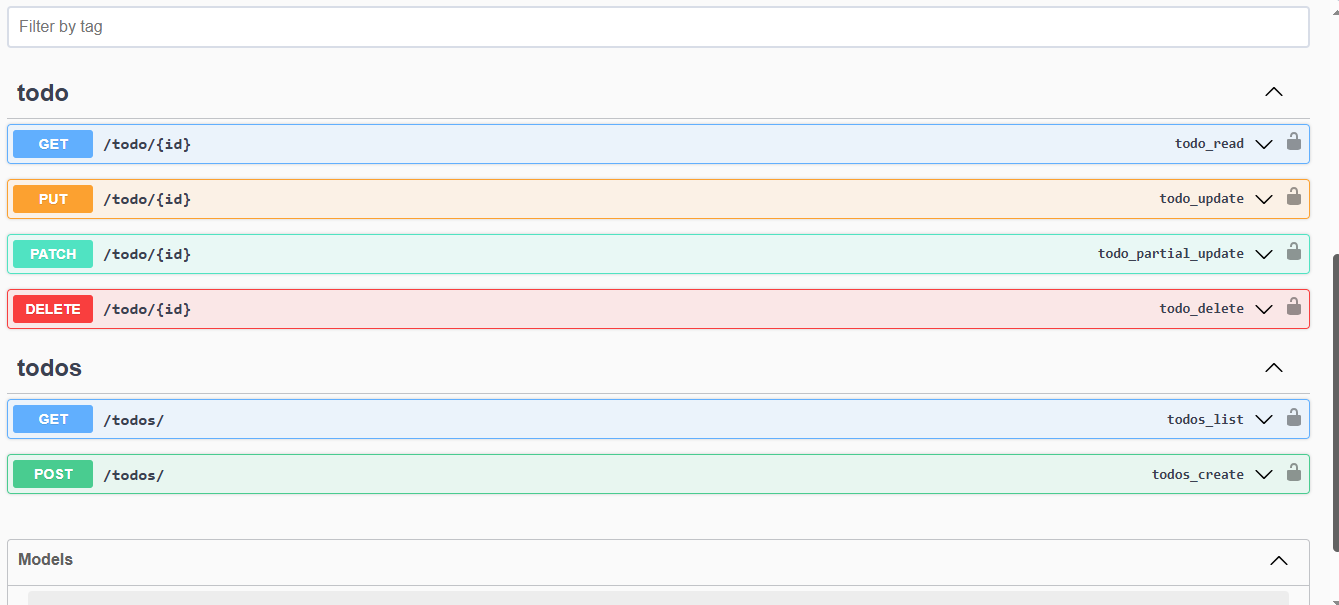 Filter by tag
todo
GET /todo/{id} todo_read
PUT /todo/{id} todo_update
PATCH /todo/{id} todo_partial_update
DELETE /todo/{id} todo_delete
todos
GET /todos/ todos_list
POST /todos/ todos_create
Models